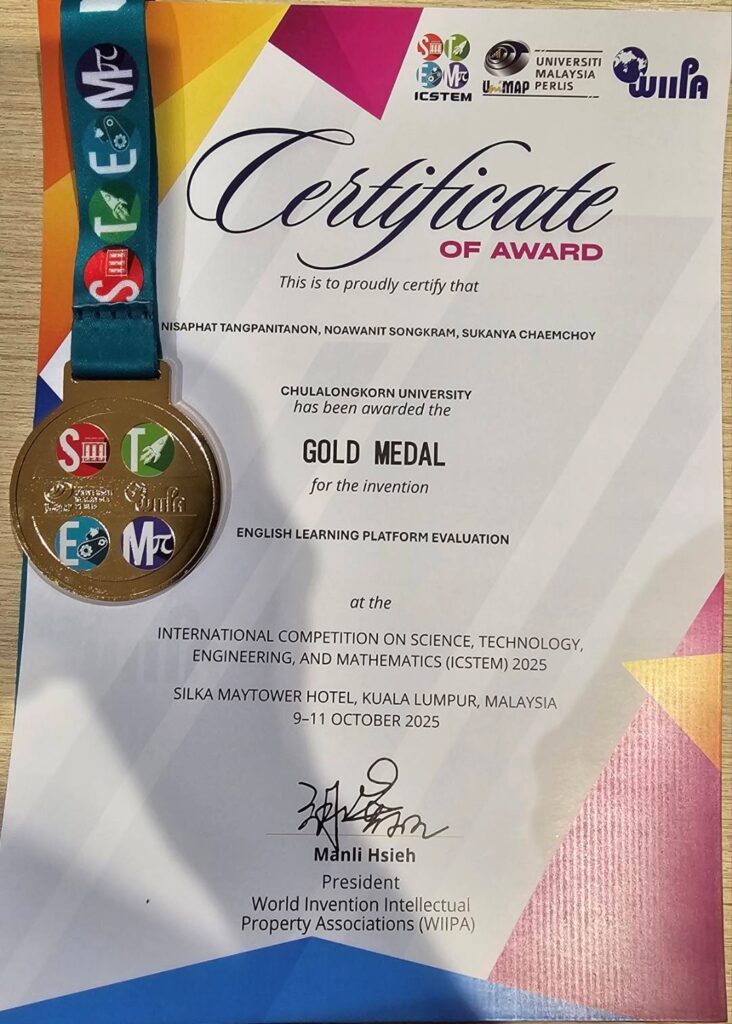 ICSTEM
UniMAP
UNIVERSITI
MALAYSIA
PERLIS
WIIPA
Certificate
OF AWARD
This is to proudly certify that
NISAPHAT TANGPANITANON, NOAWANIT SONGKRAM, SUKANYA CHAEMCHOY
CHULALONGKORN UNIVERSITY
has been awarded the
GOLD MEDAL
for the invention
ENGLISH LEARNING PLATFORM EVALUATION
at the
INTERNATIONAL COMPETITION ON SCIENCE, TECHNOLOGY,
ENGINEERING, AND MATHEMATICS (ICSTEM) 2025
SILKA MAYTOWER HOTEL, KUALA LUMPUR, MALAYSIA
9–11 OCTOBER 2025
Manli Hsieh
President
World Invention Intellectual
Property Associations (WIIPA)
S T E Mπ
S T
E Mπ